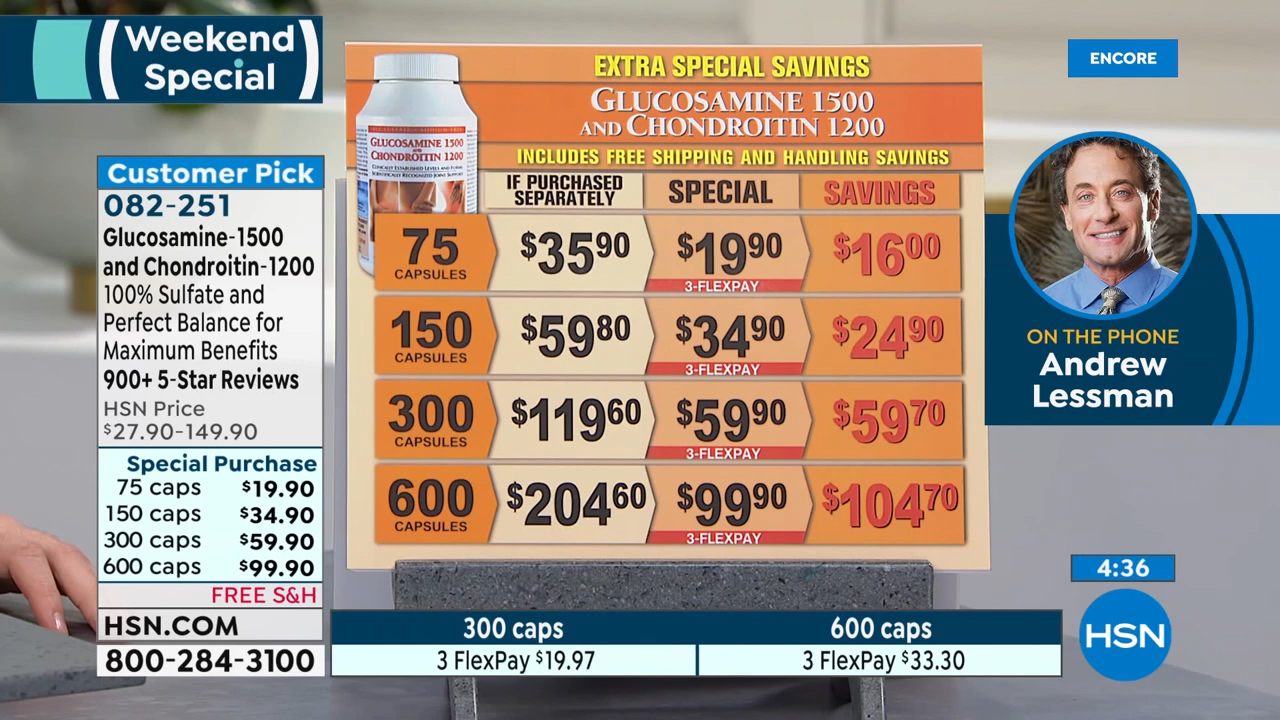 (Weekend Special)
ENCORE
Customer Pick
082-251
Glucosamine-1500
and Chondroitin-1200
100% Sulfate and
Perfect Balance for
Maximum Benefits
900+ 5-Star Reviews
HSN Price
$27.90-149.90
Special Purchase
75 caps $19.90
150 caps $34.90
300 caps $59.90
600 caps $99.90
FREE S&H
HSN.COM
800-284-3100
EXTRA SPECIAL SAVINGS
GLUCOSAMINE 1500
AND CHONDROITIN 1200
INCLUDES FREE SHIPPING AND HANDLING SAVINGS
GLUCOSAMINE 1500
and
CHONDROITIN 1200
IF PURCHASED
SEPARATELY
SPECIAL
SAVINGS
75
CAPSULES
$35.90
$19.90
3-FLEXPAY
$16.00
150
CAPSULES
$59.80
$34.90
3-FLEXPAY
$24.90
300
CAPSULES
$119.60
$59.90
3-FLEXPAY
$59.70
600
CAPSULES
$204.60
$99.90
3-FLEXPAY
$104.70
ON THE PHONE
Andrew
Lessman
4:36
HSN
300 caps
3 FlexPay $19.97
600 caps
3 FlexPay $33.30